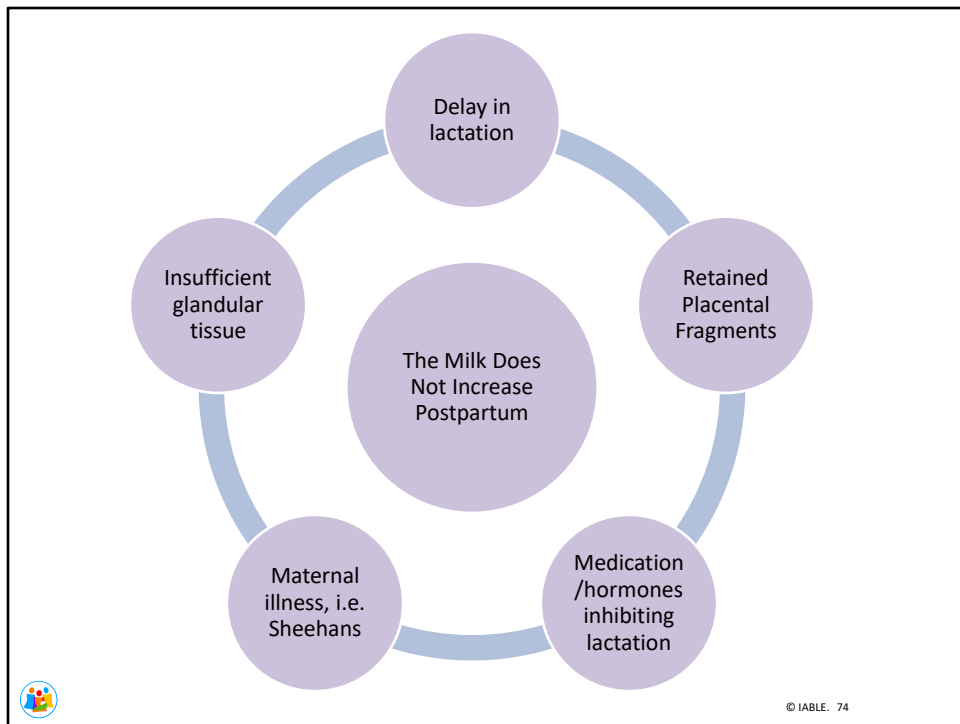 Delay in
lactation
Insufficient
glandular
tissue
Retained
Placental
Fragments
The Milk Does
Not Increase
Postpartum
Maternal
illness, i.e.
Sheehans
Medication
/hormones
inhibiting
lactation
© IABLE. 74